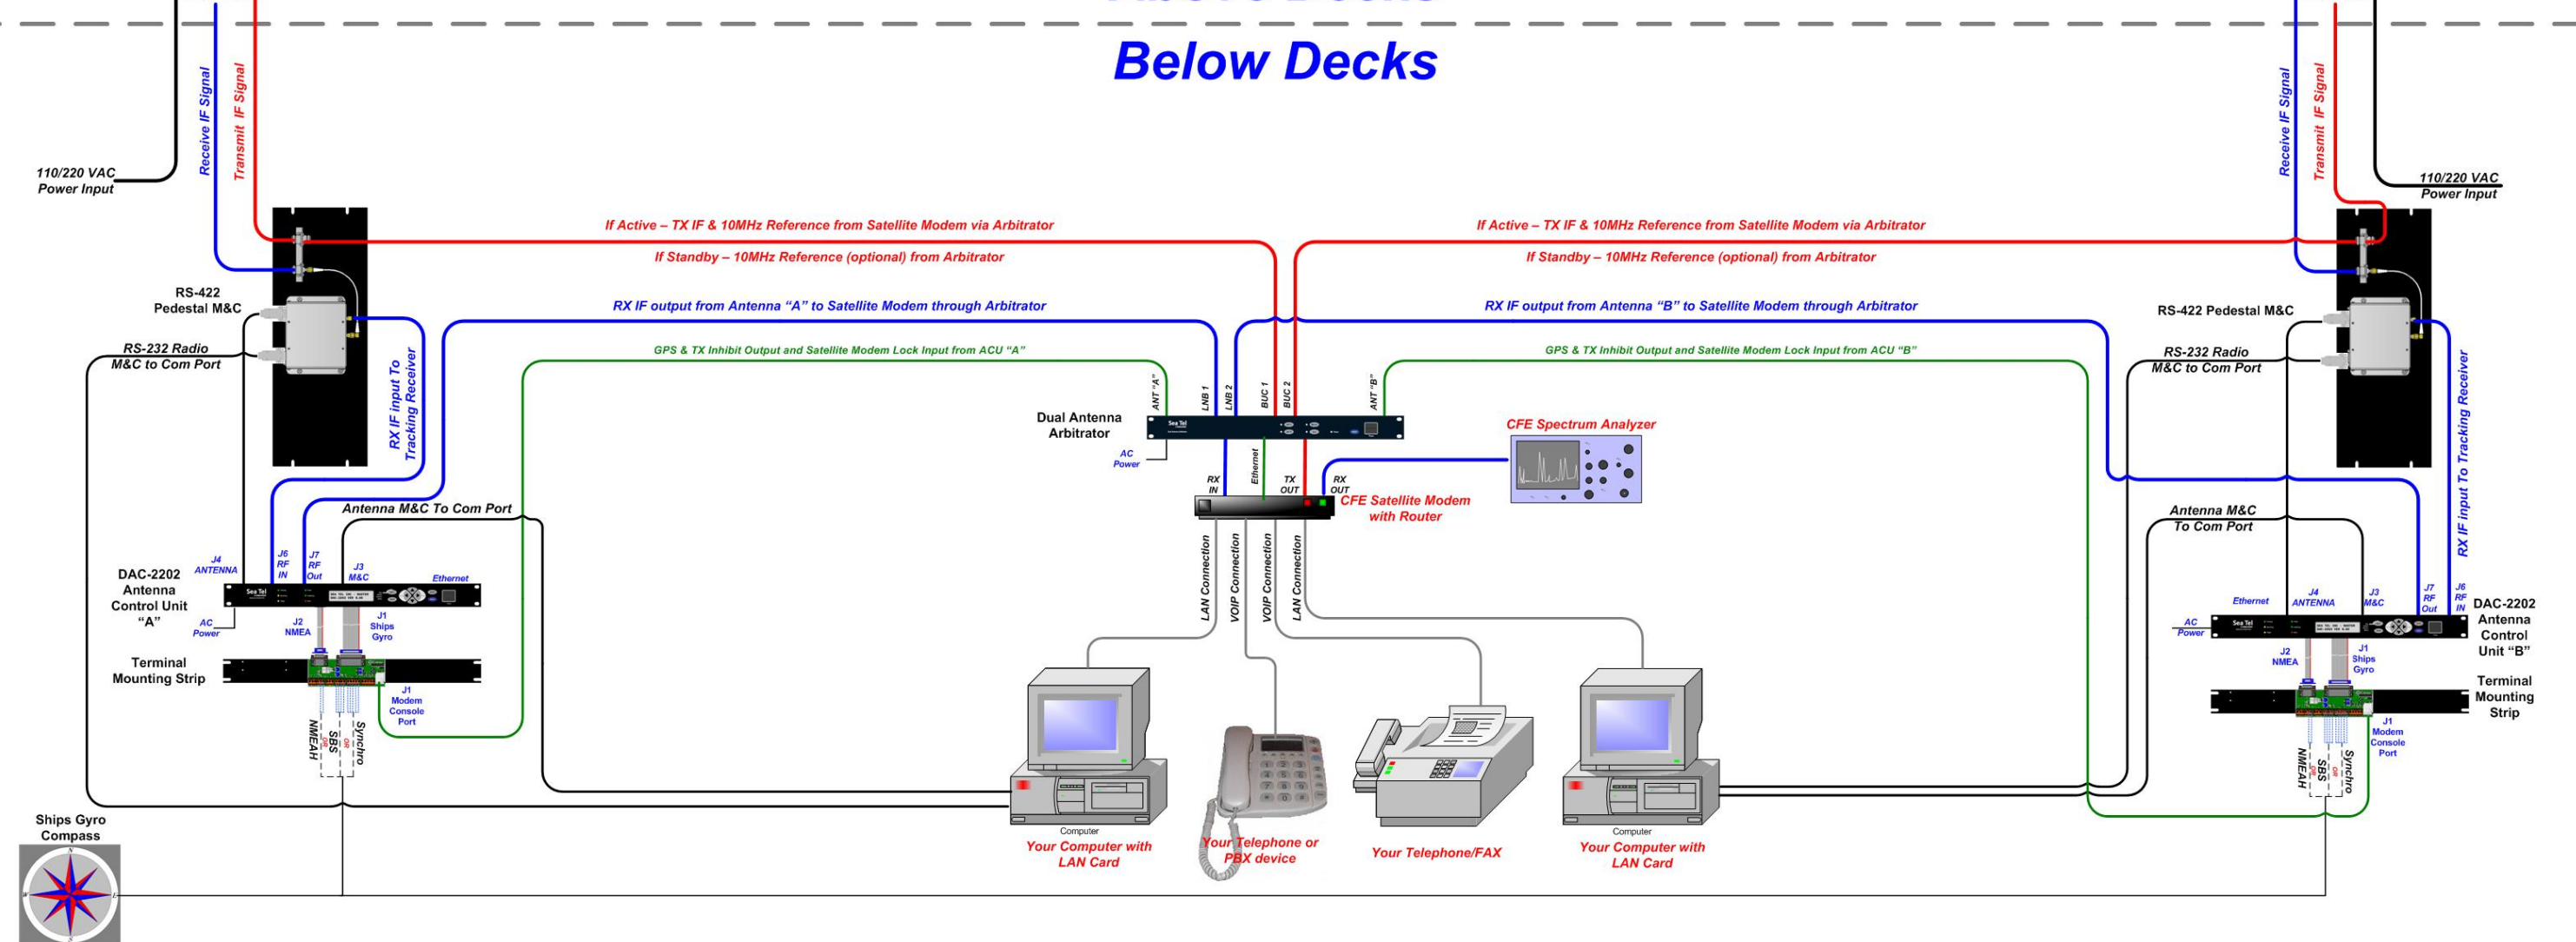 Below Decks
Receive IF Signal
Transmit IF Signal
110/220 VAC
Power Input
Receive IF Signal
Transmit IF Signal
110/220 VAC
Power Input
If Active – TX IF & 10MHz Reference from Satellite Modem via Arbitrator
If Standby – 10MHz Reference (optional) from Arbitrator
If Active – TX IF & 10MHz Reference from Satellite Modem via Arbitrator
If Standby – 10MHz Reference (optional) from Arbitrator
RS-422
Pedestal M&C
RS-232 Radio
M&C to Com Port
RX IF input To
Tracking Receiver
RX IF output from Antenna “A” to Satellite Modem through Arbitrator
RX IF output from Antenna “B” to Satellite Modem through Arbitrator
GPS & TX Inhibit Output and Satellite Modem Lock Input from ACU “A”
GPS & TX Inhibit Output and Satellite Modem Lock Input from ACU “B”
RS-422 Pedestal M&C
RS-232 Radio
M&C to Com Port
RX IF input To Tracking Receiver
ANT “A”
LNB 1
LNB 2
BUC 1
BUC 2
ANT “B”
Dual Antenna
Arbitrator
Sea Tel
AC
Power
RX
IN
Ethernet
TX
OUT
RX
OUT
CFE Spectrum Analyzer
CFE Satellite Modem
with Router
LAN Connection
VOIP Connection
VOIP Connection
LAN Connection
Antenna M&C To Com Port
J4
ANTENNA
J6
RF
IN
J7
RF
Out
J3
M&C
Ethernet
DAC-2202
Antenna
Control Unit
“A”
Sea Tel
AC
Power
J2
NMEA
J1
Ships
Gyro
Terminal
Mounting Strip
J1
Modem
Console
Port
NMEAH
OR
SBS
OR
Synchro
Antenna M&C
To Com Port
Ethernet
J4
ANTENNA
J3
M&C
J7
RF
Out
J6
RF
IN
DAC-2202
Antenna
Control
Unit “B”
Sea Tel
AC
Power
J2
NMEA
J1
Ships
Gyro
Terminal
Mounting
Strip
J1
Modem
Console
Port
NMEAH
OR
SBS
OR
Synchro
Computer
Your Computer with
LAN Card
Your Telephone or
PBX device
Your Telephone/FAX
Computer
Your Computer with
LAN Card
Ships Gyro
Compass
N
W
E
S